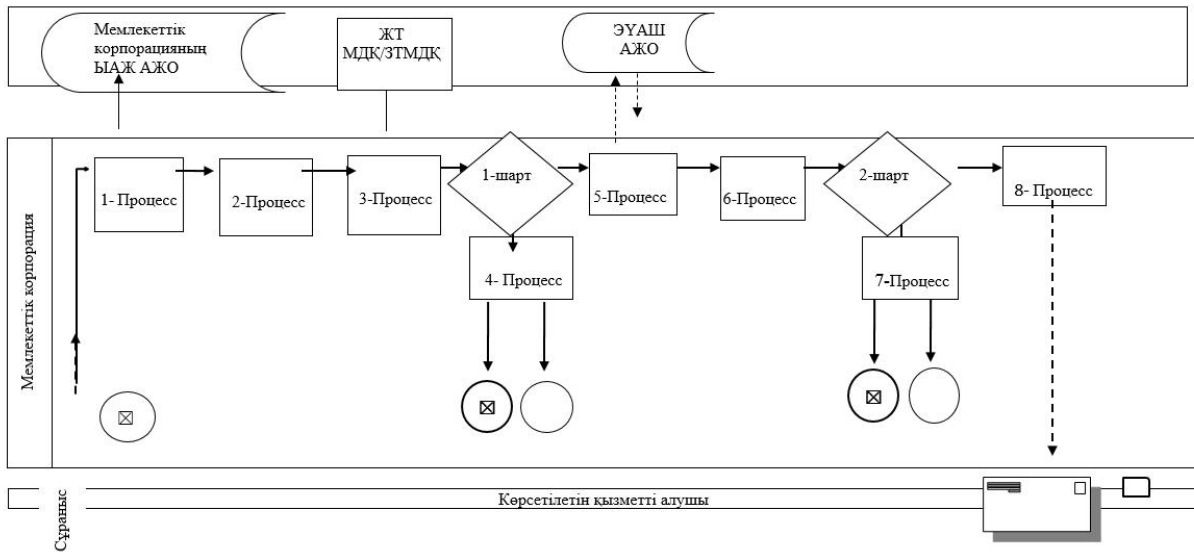 Мемлекеттік
корпорацияның
ЫАЖ АЖО
ЖТ
МДҚ/ЗТМДҚ
ЭҮАШ
АЖО
Мемлекеттік корпорация
1- Процесс
2-Процесс
3-Процесс
1-шарт
5-Процесс
6-Процесс
2-шарт
8- Процесс
4- Процесс
7-Процесс
Сұраныс
Көрсетілетін қызметті алушы